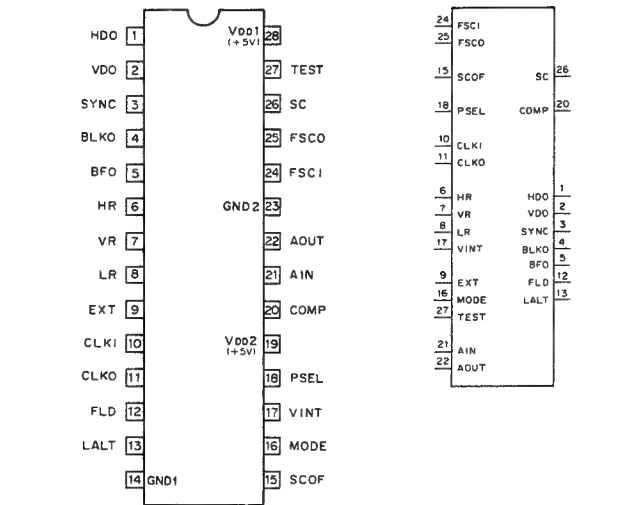 HDO 1 VDD1 (+5V) 28
VDO 2 27 TEST
SYNC 3 26 SC
BLKO 4 25 FSCO
BFO 5 24 FSCI
HR 6 GND2 23
VR 7 22 AOUT
LR 8 21 AIN
EXT 9 20 COMP
CLKI 10 VDD2 (+5V) 19
CLKO 11 18 PSEL
FLD 12 17 VINT
LALT 13 16 MODE
14 GND1 15 SCOF
24 FSCI
25 FSCO
15 SCOF SC 26
18 PSEL COMP 20
10 CLKI
11 CLKO
6 HR HDO 1
7 VR VDO 2
8 LR SYNC 3
17 VINT BLKO 4
BFO 5
9 EXT FLD 12
16 MODE LALT 13
27 TEST
21 AIN
22 AOUT